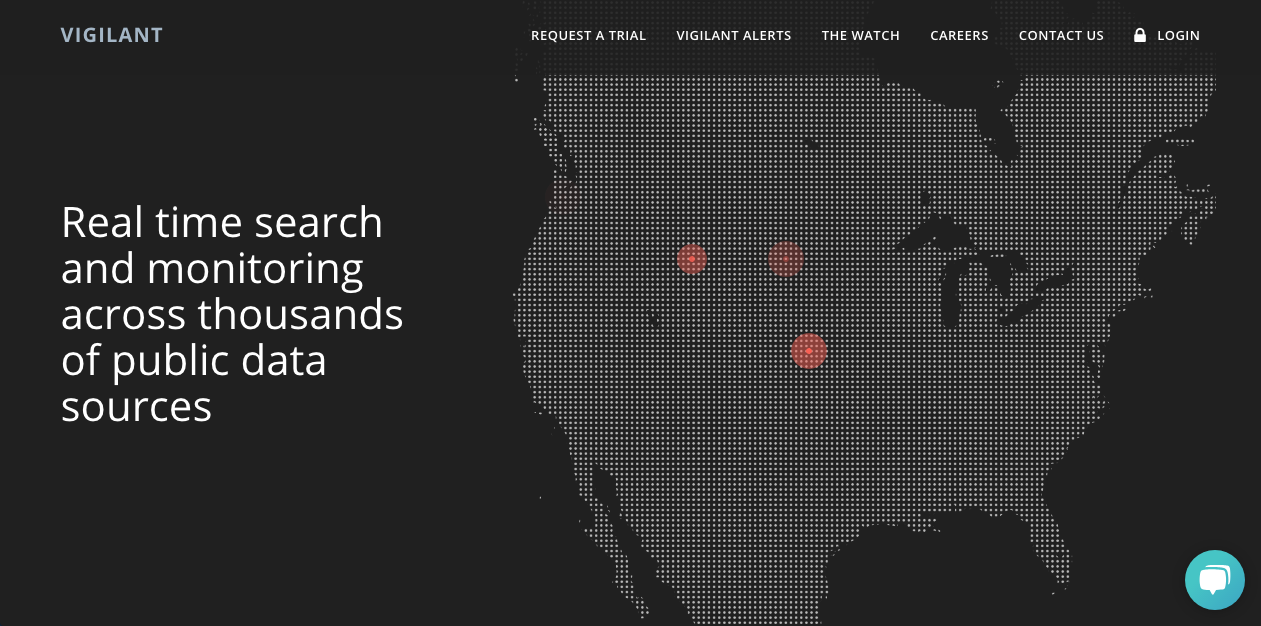 VIGILANT
REQUEST A TRIAL
VIGILANT ALERTS
THE WATCH
CAREERS
CONTACT US
LOGIN
Real time search
and monitoring
across thousands
of public data
sources